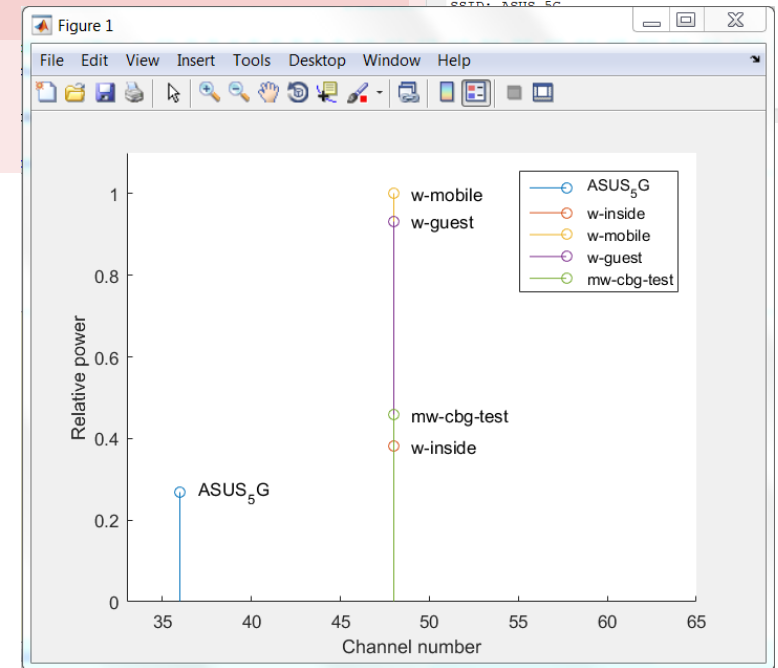 SSID: ASUS_5G
Figure 1
File Edit View Insert Tools Desktop Window Help
1
0.8
0.6
0.4
0.2
0
Relative power
w-mobile
w-guest
mw-cbg-test
w-inside
ASUS5G
ASUS5G
w-inside
w-mobile
w-guest
mw-cbg-test
35 40 45 50 55 60 65
Channel number